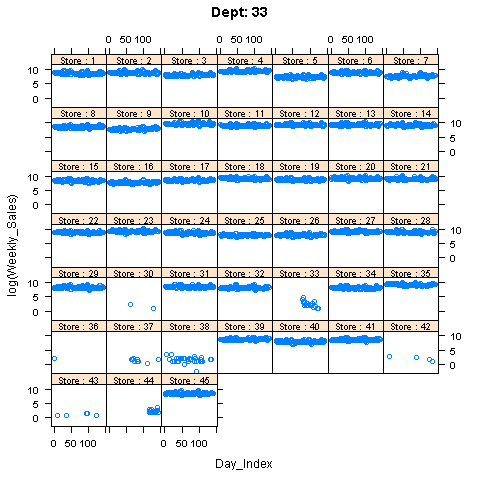 Dept: 33
0 50 100 0 50 100 0 50 100
Store : 1 Store : 2 Store : 3 Store : 4 Store : 5 Store : 6 Store : 7
10
5
0
Store : 8 Store : 9 Store : 10 Store : 11 Store : 12 Store : 13 Store : 14
10
5
0
Store : 15 Store : 16 Store : 17 Store : 18 Store : 19 Store : 20 Store : 21
10
5
0
Store : 22 Store : 23 Store : 24 Store : 25 Store : 26 Store : 27 Store : 28
10
5
0
Store : 29 Store : 30 Store : 31 Store : 32 Store : 33 Store : 34 Store : 35
10
5
0
Store : 36 Store : 37 Store : 38 Store : 39 Store : 40 Store : 41 Store : 42
10
5
0
Store : 43 Store : 44 Store : 45
10
5
0
0 50 100 0 50 100
log(Weekly_Sales)
Day_Index